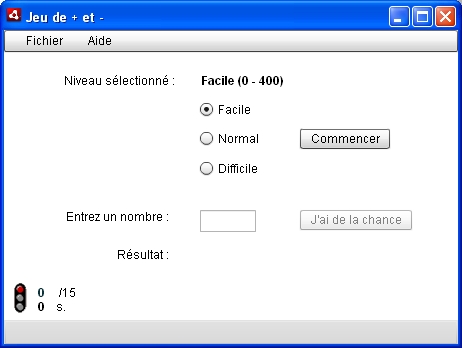 Jeu de + et -
Fichier Aide
Niveau sélectionné : Facile (0 - 400)
Facile
Normal Commencer
Difficile
Entrez un nombre : J'ai de la chance
Résultat :
0 /15
0 s.